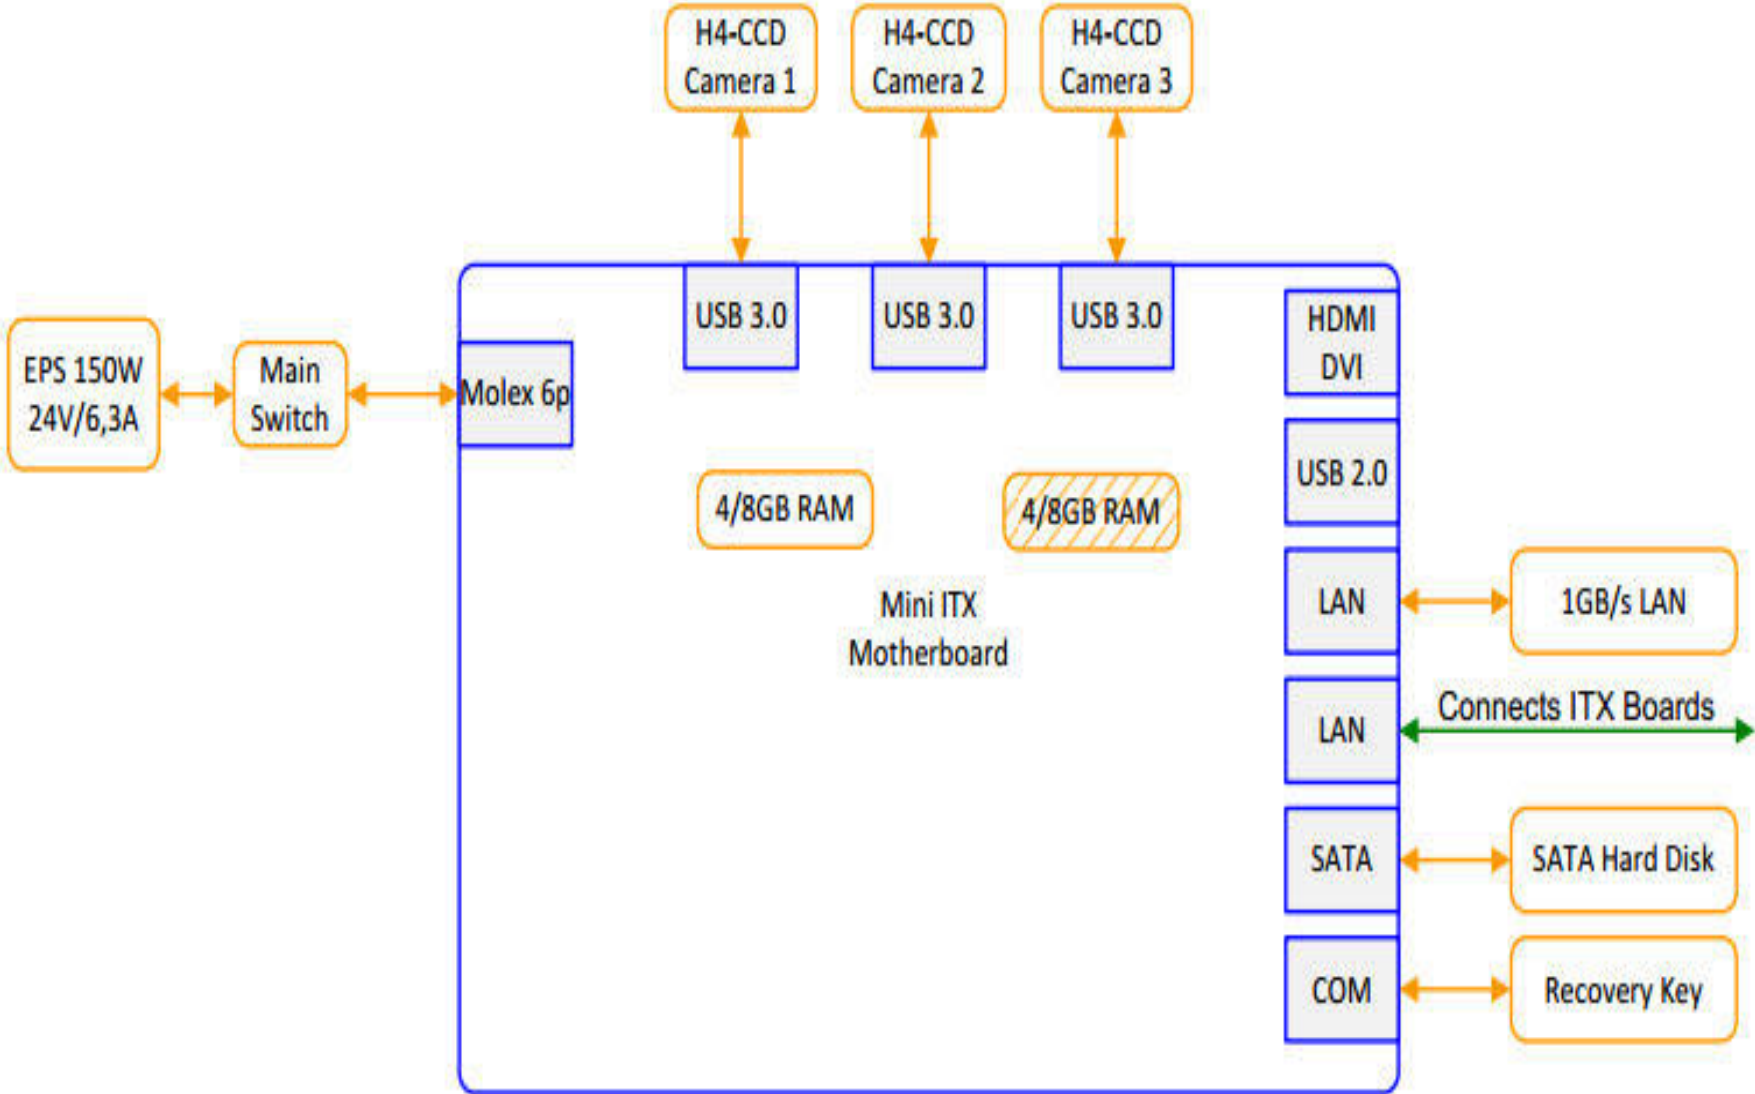 H4-CCD
Camera 1
H4-CCD
Camera 2
H4-CCD
Camera 3
USB 3.0
USB 3.0
USB 3.0
HDMI
DVI
EPS 150W
24V/6,3A
Main
Switch
Molex 6p
USB 2.0
4/8GB RAM
4/8GB RAM
Mini ITX
Motherboard
LAN
1GB/s LAN
LAN
Connects ITX Boards
SATA
SATA Hard Disk
COM
Recovery Key